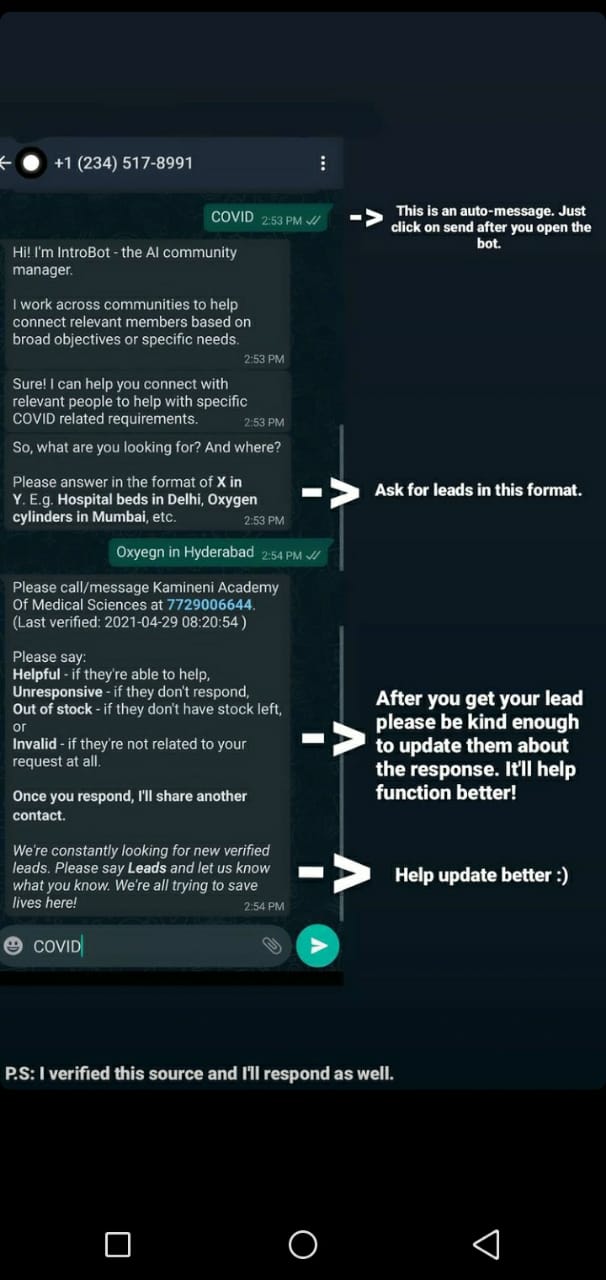 +1 (234) 517-8991
COVID 2:53 PM
This is an auto-message. Just
click on send after you open the
bot.
Hi! I'm IntroBot - the AI community
manager.
I work across communities to help
connect relevant members based on
broad objectives or specific needs.
2:53 PM
Sure! I can help you connect with
relevant people to help with specific
COVID related requirements. 2:53 PM
So, what are you looking for? And where?
Please answer in the format of X in
Y. E.g. Hospital beds in Delhi, Oxygen
cylinders in Mumbai, etc. 2:53 PM
Ask for leads in this format.
Oxyegn in Hyderabad 2:54 PM
Please call/message Kamineni Academy
Of Medical Sciences at 7729006644.
(Last verified: 2021-04-29 08:20:54 )
Please say:
Helpful - if they're able to help,
Unresponsive - if they don't respond,
Out of stock - if they don't have stock left,
or
Invalid - if they're not related to your
request at all.
Once you respond, I'll share another
contact.
After you get your lead
please be kind enough
to update them about
the response. It'll help
function better!
We're constantly looking for new verified
leads. Please say Leads and let us know
what you know. We're all trying to save
lives here! 2:54 PM
Help update better :)
COVID
P.S: I verified this source and I'll respond as well.